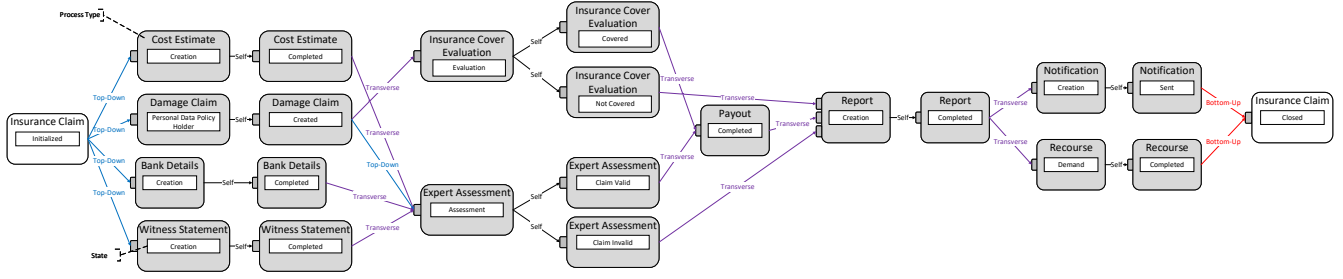 Process Type
Cost Estimate
Creation
Self
Cost Estimate
Completed
Insurance Cover
Evaluation
Evaluation
Self
Self
Insurance Cover
Evaluation
Covered
Insurance Cover
Evaluation
Not Covered
Transverse
Transverse
Transverse
Transverse
Top-Down
Damage Claim
Personal Data Policy
Holder
Self
Damage Claim
Created
Top-Down
Insurance Claim
Initialized
Top-Down
Top-Down
Bank Details
Creation
Self
Bank Details
Completed
Transverse
Top-Down
Expert Assessment
Assessment
Self
Self
Expert Assessment
Claim Valid
Expert Assessment
Claim Invalid
Transverse
Transverse
Payout
Completed
Transverse
Report
Creation
Self
Report
Completed
Transverse
Transverse
Notification
Creation
Self
Notification
Sent
Recourse
Demand
Self
Recourse
Completed
Bottom-Up
Bottom-Up
Insurance Claim
Closed
Witness Statement
Creation
Self
Witness Statement
Completed
Transverse
State